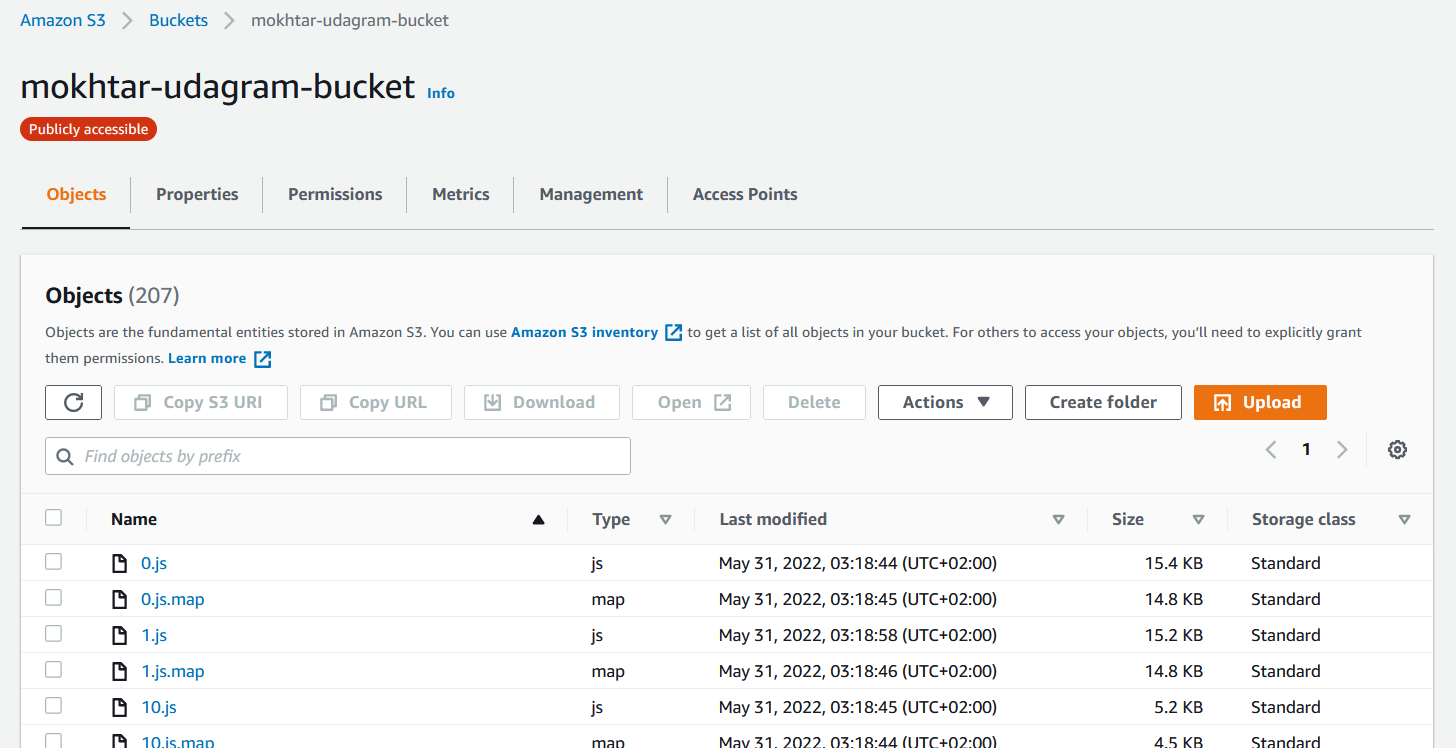 Amazon S3 > Buckets > mokhtar-udagram-bucket
mokhtar-udagram-bucket Info
Publicly accessible
Objects Properties Permissions Metrics Management Access Points
Objects (207)
Objects are the fundamental entities stored in Amazon S3. You can use Amazon S3 inventory to get a list of all objects in your bucket. For others to access your objects, you'll need to explicitly grant
them permissions. Learn more
Copy S3 URI Copy URL Download Open Delete Actions Create folder Upload
Find objects by prefix 1
Name Type Last modified Size Storage class
0.js js May 31, 2022, 03:18:44 (UTC+02:00) 15.4 KB Standard
0.js.map map May 31, 2022, 03:18:45 (UTC+02:00) 14.8 KB Standard
1.js js May 31, 2022, 03:18:58 (UTC+02:00) 15.2 KB Standard
1.js.map map May 31, 2022, 03:18:46 (UTC+02:00) 14.8 KB Standard
10.js js May 31, 2022, 03:18:45 (UTC+02:00) 5.2 KB Standard
10.js.map map May 31, 2022, 03:18:44 (UTC+02:00) 4.5 KB Standard